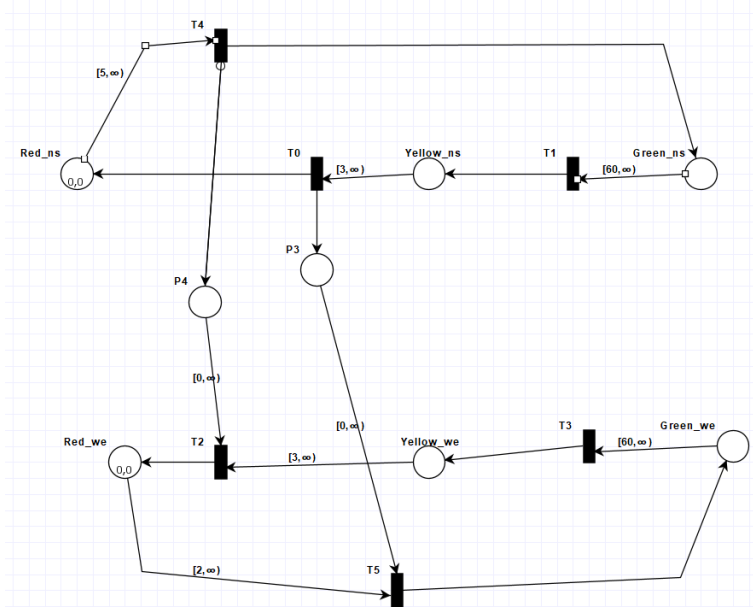 T4
[5,∞)
Red_ns
T0
Yellow_ns
T1
Green_ns
[3,∞)
[60,∞)
0,0
P3
P4
[0,∞)
[0,∞)
Red_we
T2
Yellow_we
T3
Green_we
[3,∞)
[60,∞)
0,0
[2,∞)
T5